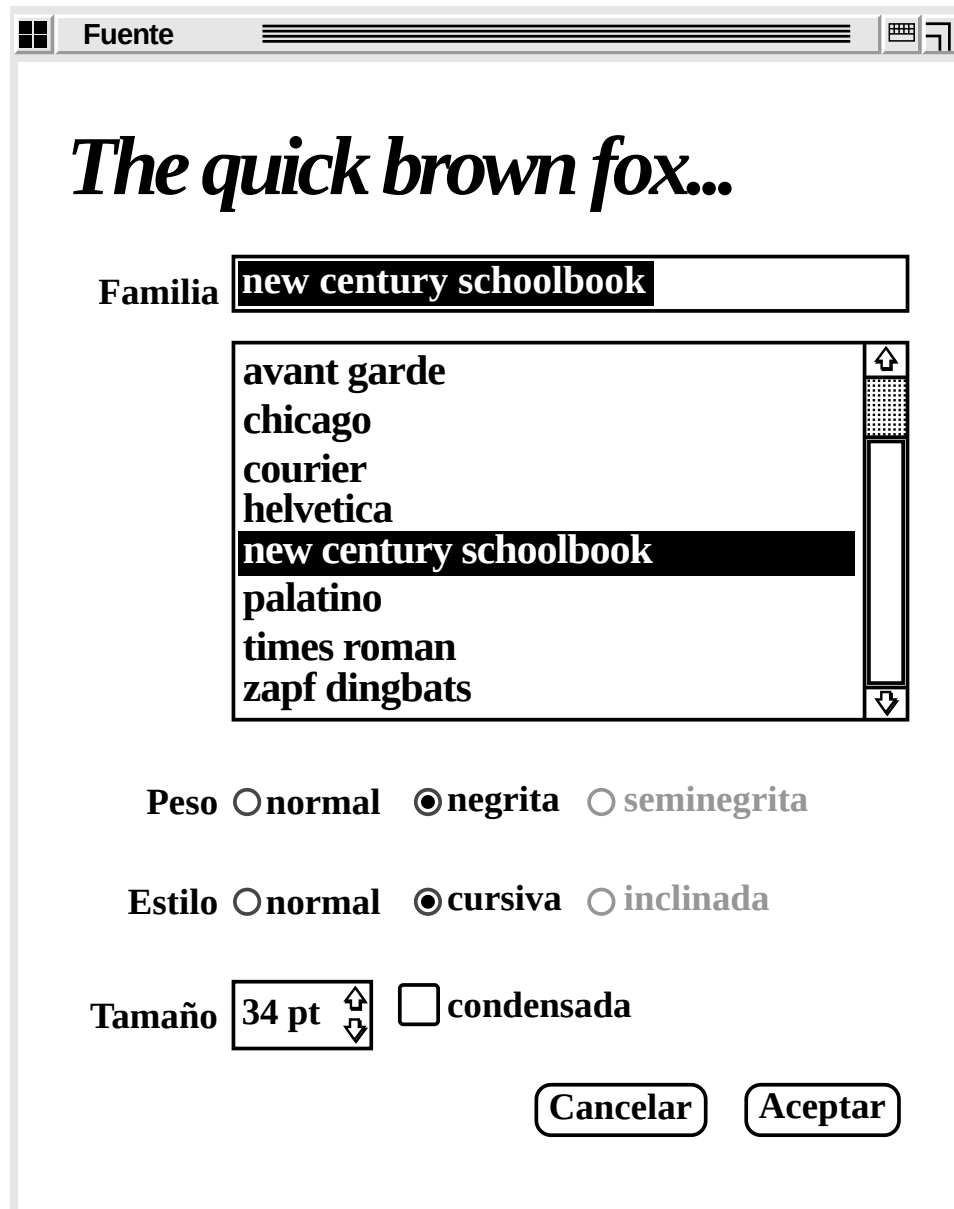 Fuente
The quick brown fox...
Familia new century schoolbook
avant garde
chicago
courier
helvetica
new century schoolbook
palatino
times roman
zapf dingbats
Peso normal negrita seminegrita
Estilo normal cursiva inclinada
Tamaño 34 pt condensada
Cancelar Aceptar